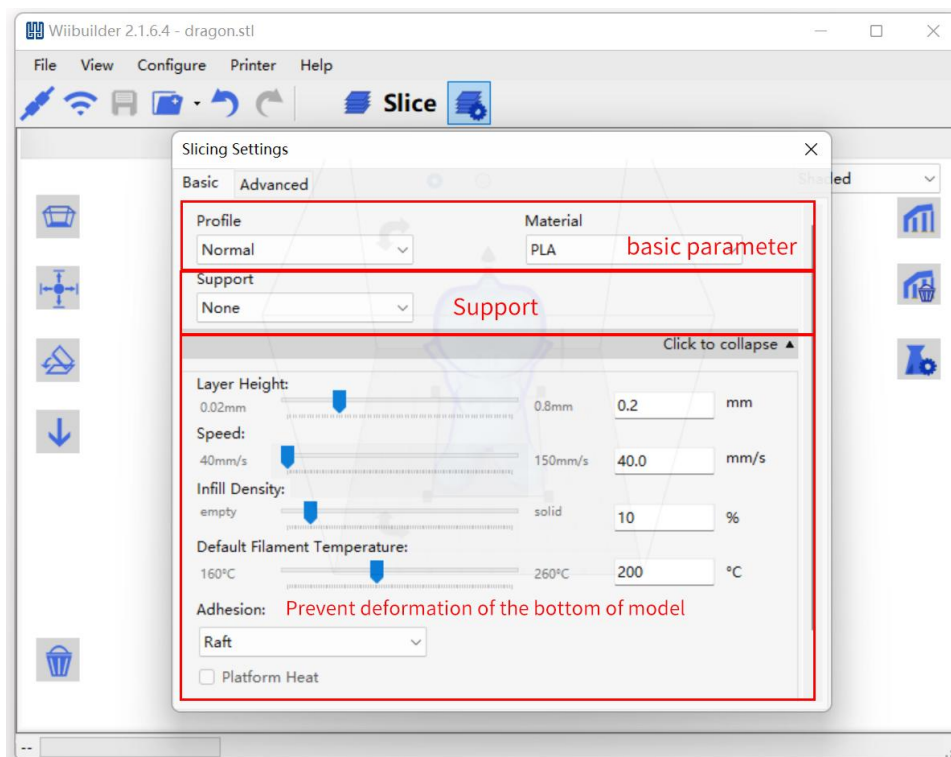 Wiibuilder 2.1.6.4 - dragon.stl
File View Configure Printer Help
Slice
Slicing Settings
Basic Advanced
Profile Material
Normal PLA basic parameter
Support
None Support
Click to collapse ▲
Layer Height:
0.02mm 0.8mm 0.2 mm
Speed:
40mm/s 150mm/s 40.0 mm/s
Infill Density:
empty solid 10 %
Default Filament Temperature:
160°C 260°C 200 °C
Adhesion: Prevent deformation of the bottom of model
Raft
Platform Heat
--